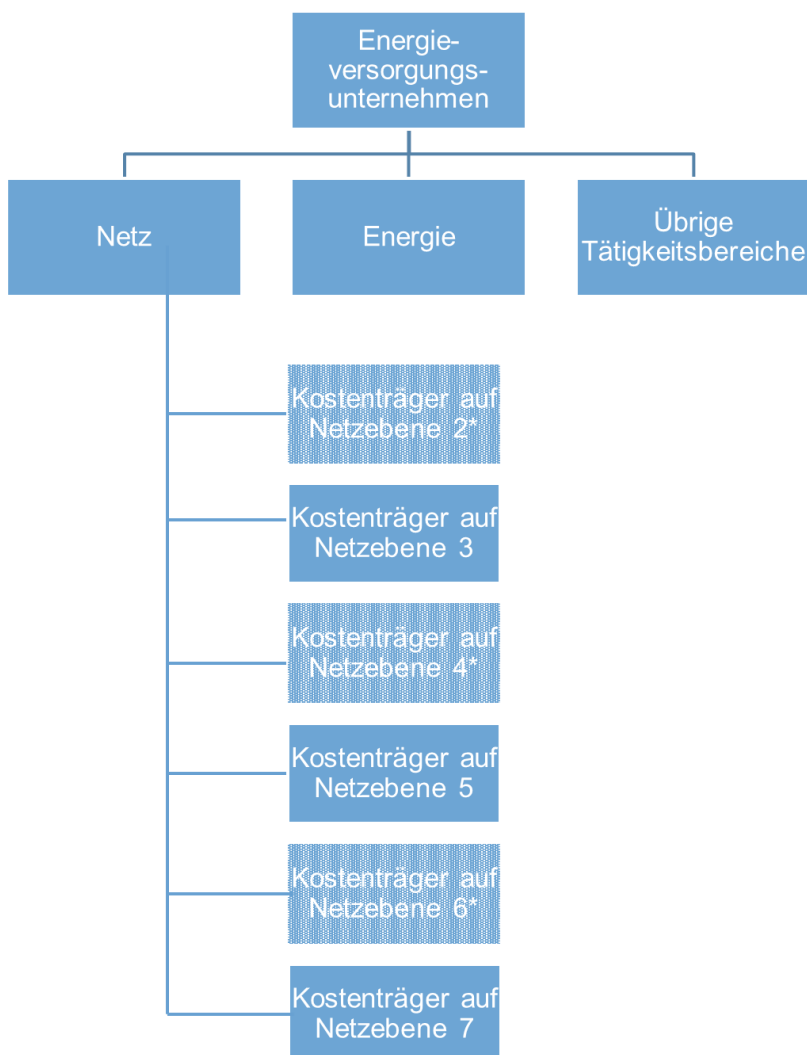 Energie-
versorgungs-
unternehmen
Netz
Energie
Übrige
Tätigkeitsbereiche
Kostenträger auf
Netzebene 2*
Kostenträger auf
Netzebene 3
Kostenträger auf
Netzebene 4*
Kostenträger auf
Netzebene 5
Kostenträger auf
Netzebene 6*
Kostenträger auf
Netzebene 7